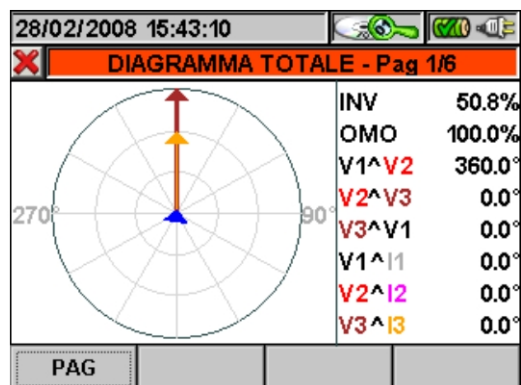 28/02/2008 15:43:10
DIAGRAMMA TOTALE - Pag 1/6
INV 50.8%
OMO 100.0%
V1^V2 360.0°
270° 90°
V2^V3 0.0°
V3^V1 0.0°
V1^I1 0.0°
V2^I2 0.0°
V3^I3 0.0°
PAG